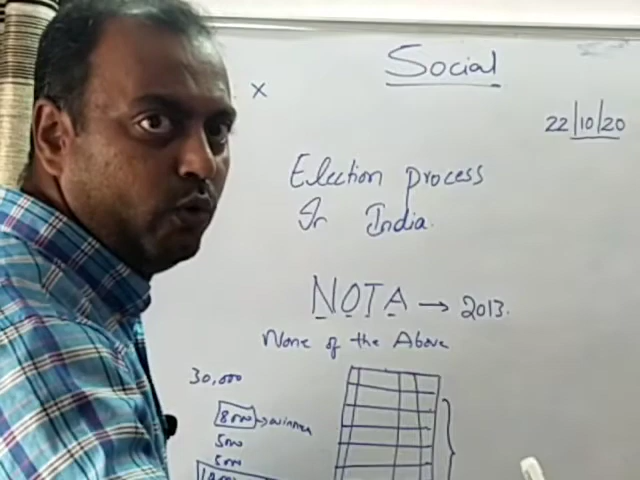 Social
x
22/10/20
Election process
In India.
NOTA → 2013.
None of the Above
30,000
8000 → winner
5000
5000